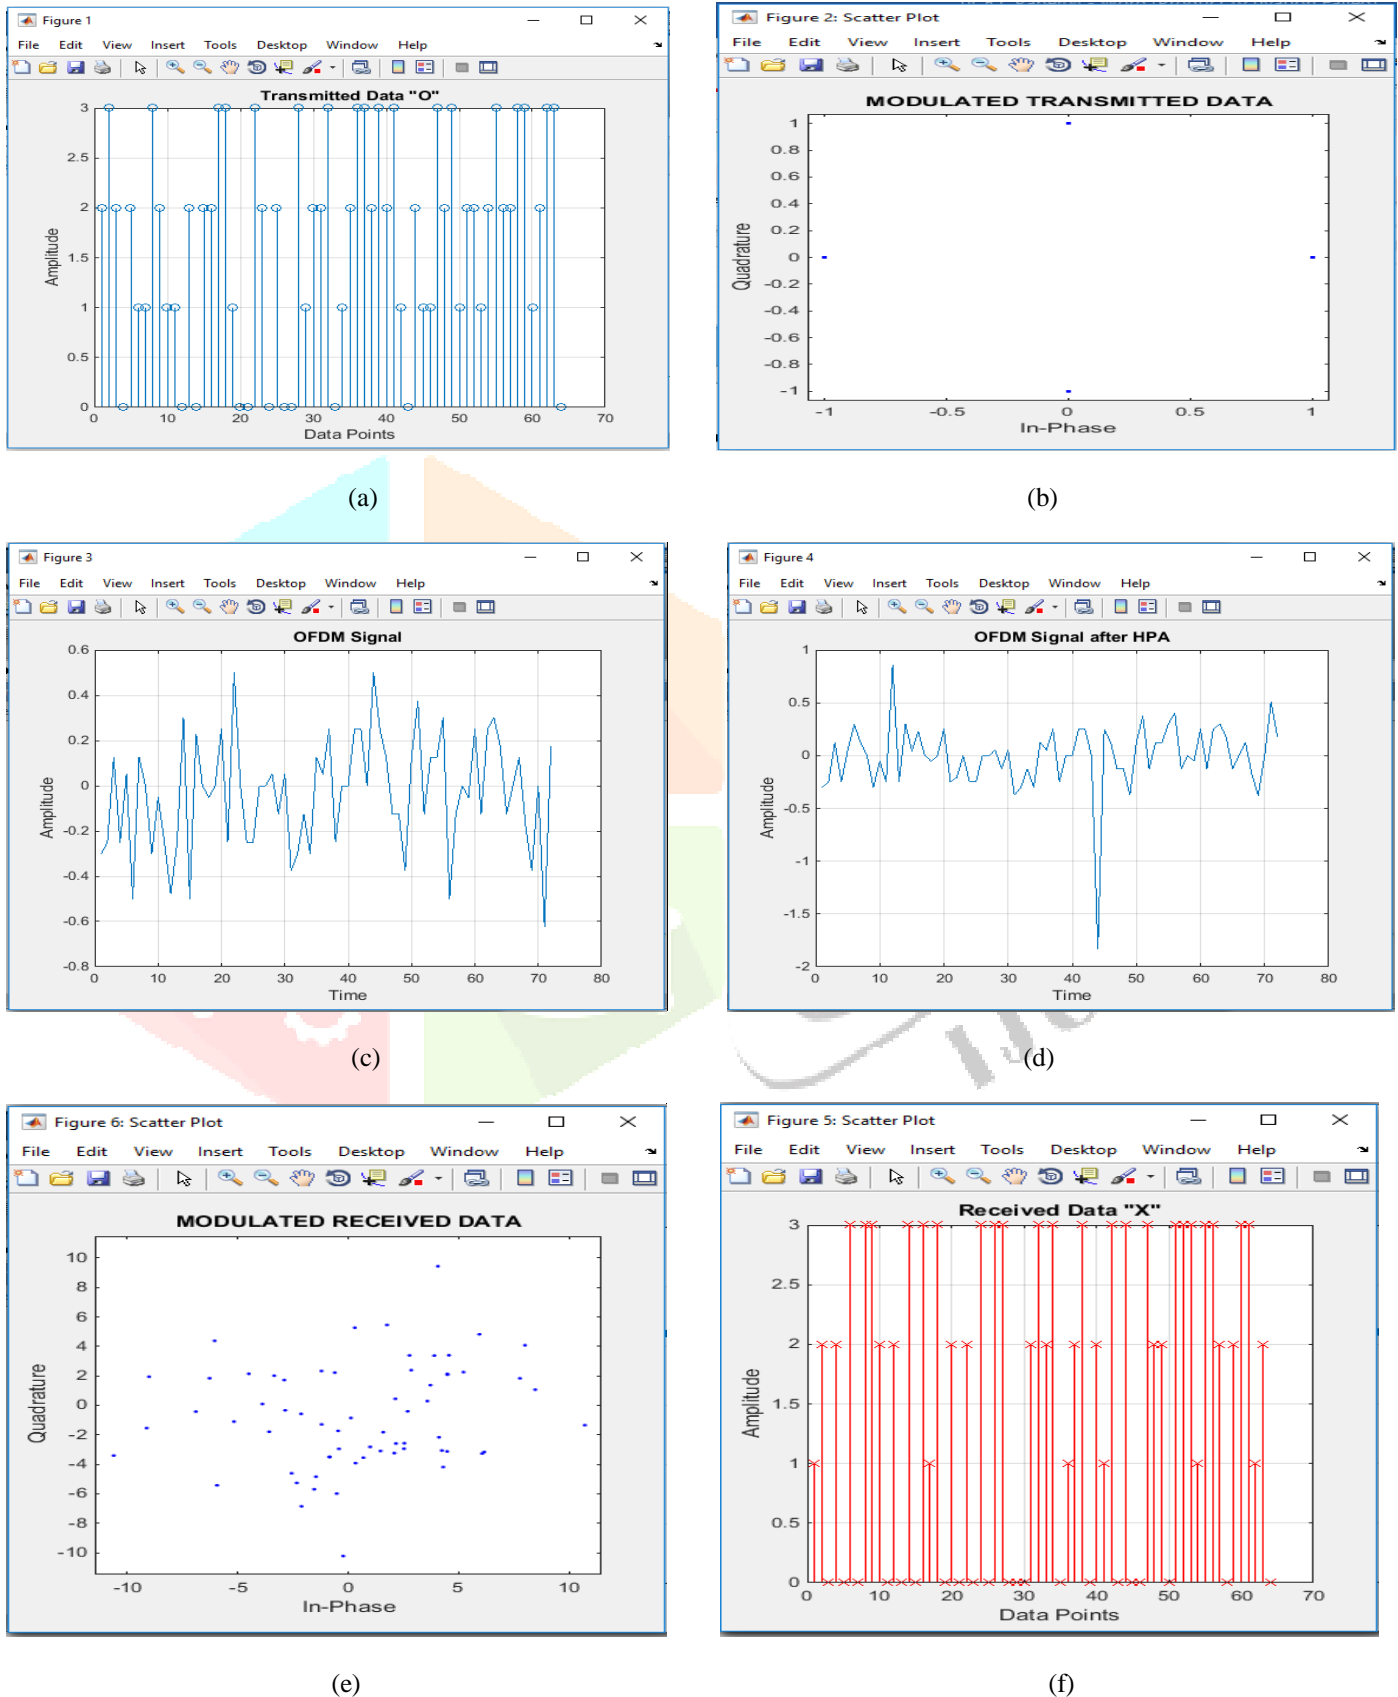 Figure 1
File Edit View Insert Tools Desktop Window Help
Transmitted Data "O"
3
2.5
2
1.5
1
0.5
0
Amplitude
0 10 20 30 40 50 60 70
Data Points
(a)
Figure 2: Scatter Plot
File Edit View Insert Tools Desktop Window Help
MODULATED TRANSMITTED DATA
1
0.8
0.6
0.4
0.2
0
-0.2
-0.4
-0.6
-0.8
-1
Quadrature
-1 -0.5 0 0.5 1
In-Phase
(b)
Figure 3
File Edit View Insert Tools Desktop Window Help
OFDM Signal
0.6
0.4
0.2
0
-0.2
-0.4
-0.6
-0.8
Amplitude
0 10 20 30 40 50 60 70 80
Time
(c)
Figure 4
File Edit View Insert Tools Desktop Window Help
OFDM Signal after HPA
1
0.5
0
-0.5
-1
-1.5
-2
Amplitude
0 10 20 30 40 50 60 70 80
Time
(d)
Figure 6: Scatter Plot
File Edit View Insert Tools Desktop Window Help
MODULATED RECEIVED DATA
10
8
6
4
2
0
-2
-4
-6
-8
-10
Quadrature
-10 -5 0 5 10
In-Phase
(e)
Figure 5: Scatter Plot
File Edit View Insert Tools Desktop Window Help
Received Data "X"
3
2.5
2
1.5
1
0.5
0
Amplitude
0 10 20 30 40 50 60 70
Data Points
(f)